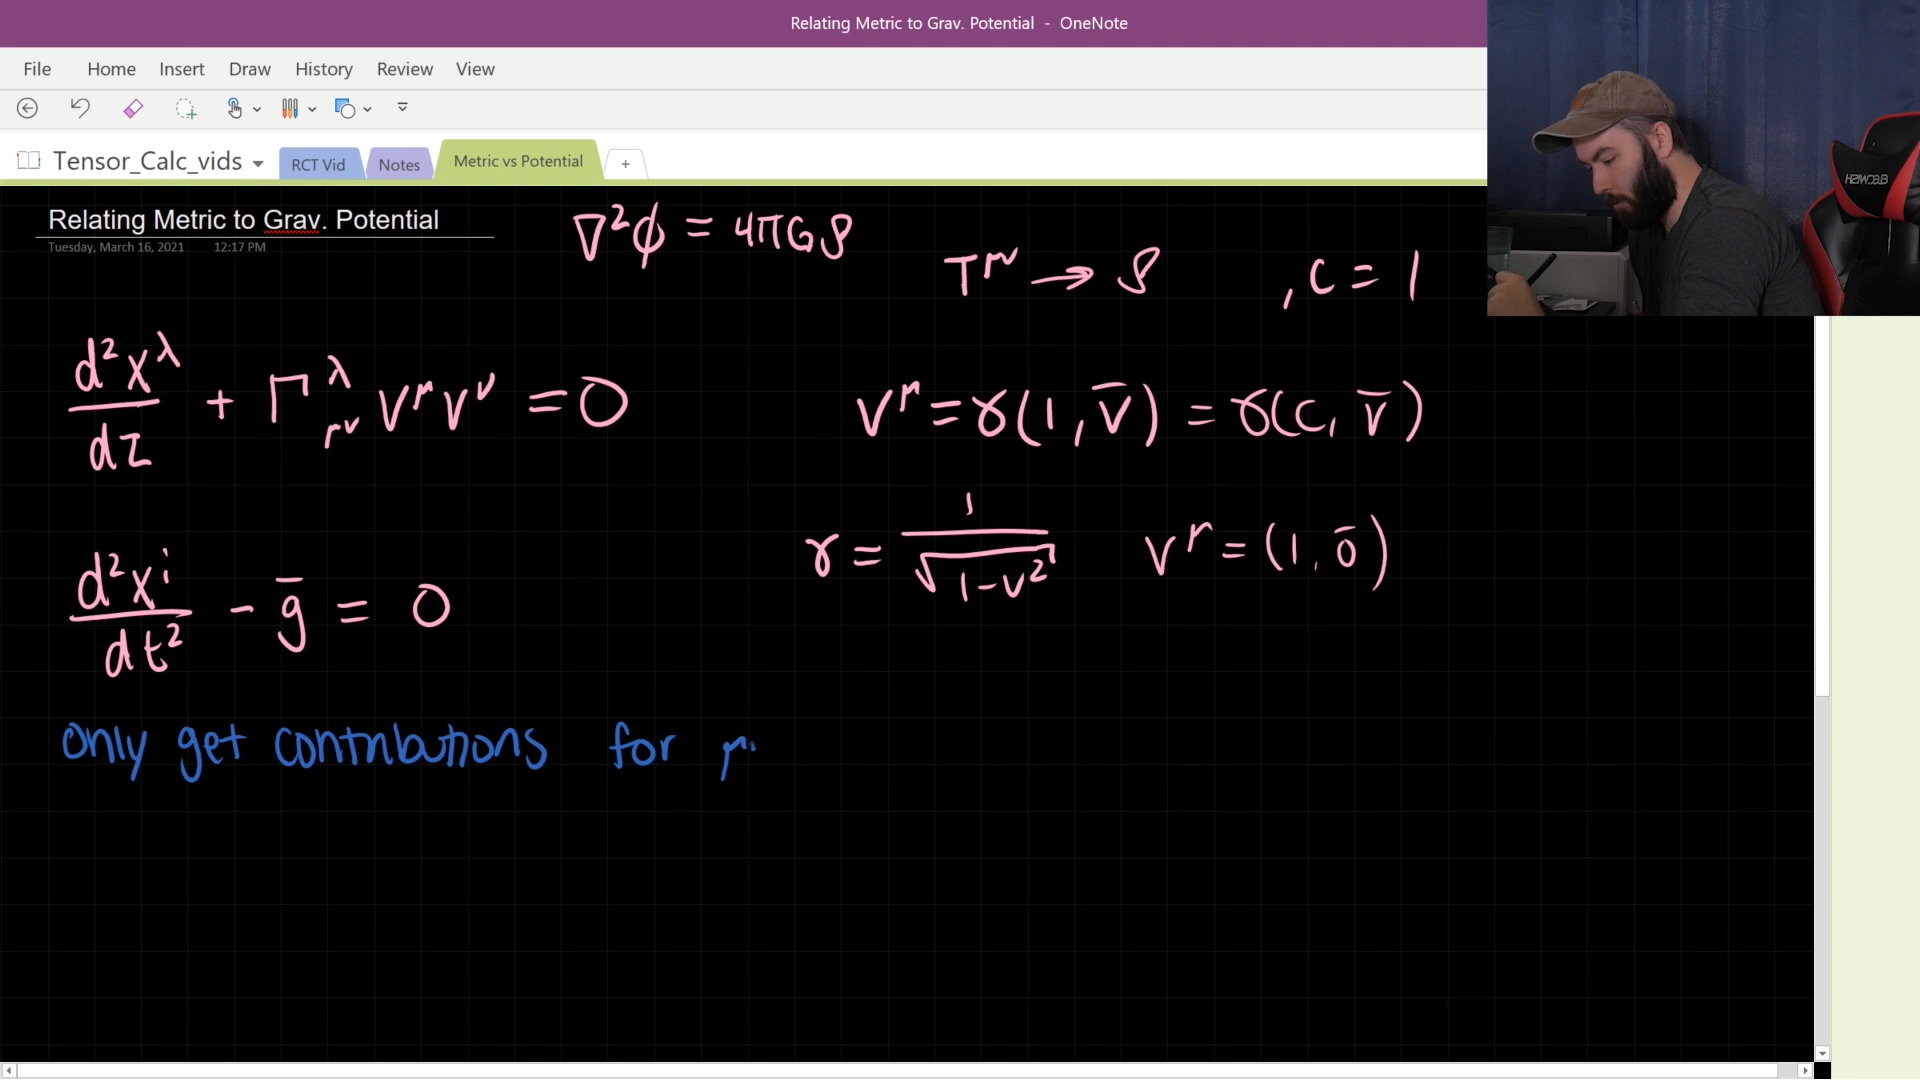 Relating Metric to Grav. Potential - OneNote
File Home Insert Draw History Review View
Tensor_Calc_vids RCT Vid Notes Metric vs Potential +
Relating Metric to Grav. Potential
Tuesday, March 16, 2021 12:17 PM
∇²ϕ = 4πGρ
T^μν → ρ , c = 1
d²x^λ/dτ + Γ^λ_μν v^μ v^ν = 0
v^μ = γ(1, v̄) = γ(c, v̄)
γ = 1/√(1-v²) v^μ = (1, 0̄)
d²x^i/dt² - ḡ = 0
only get contributions for μ